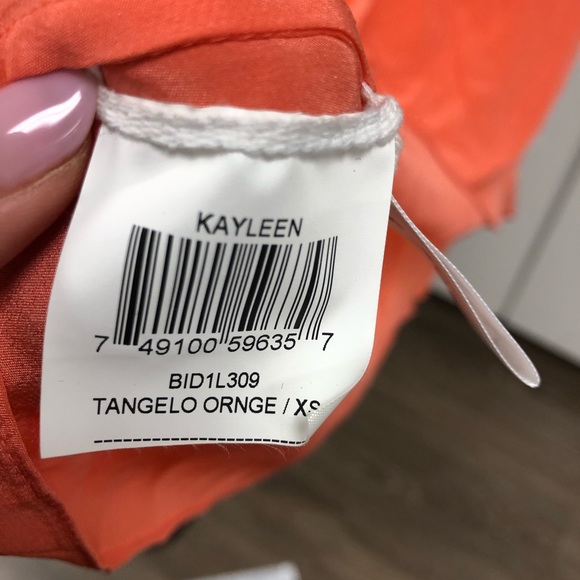 KAYLEEN
7 49100 59635 7
BID1L309
TANGELO ORNGE / XS